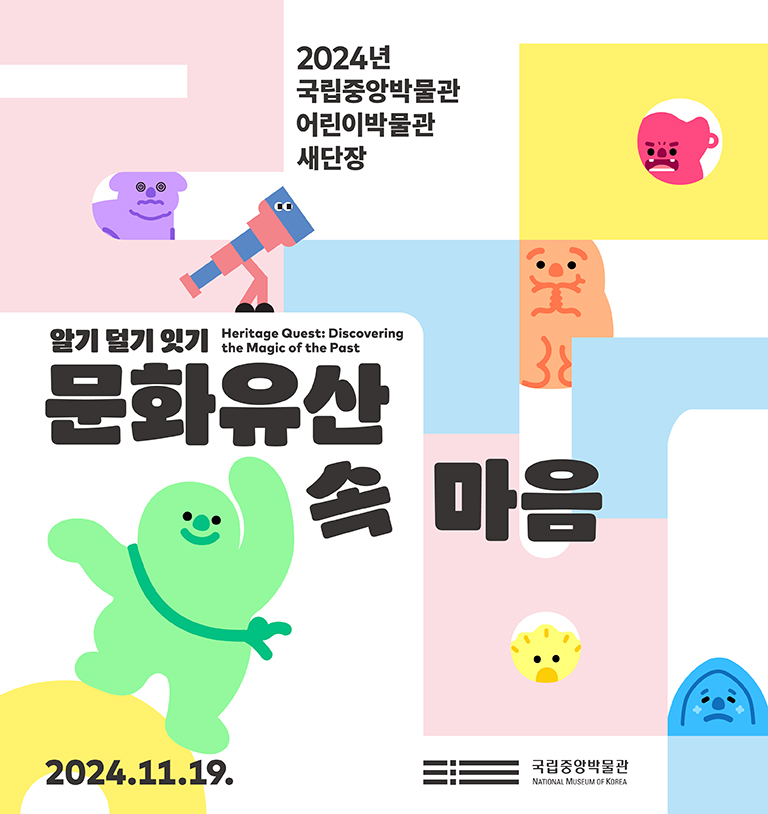 2024년
국립중앙박물관
어린이박물관
새단장
알기 덜기 잇기
Heritage Quest: Discovering
the Magic of the Past
문화유산
속 마음
2024.11.19.
국립중앙박물관
NATIONAL MUSEUM OF KOREA